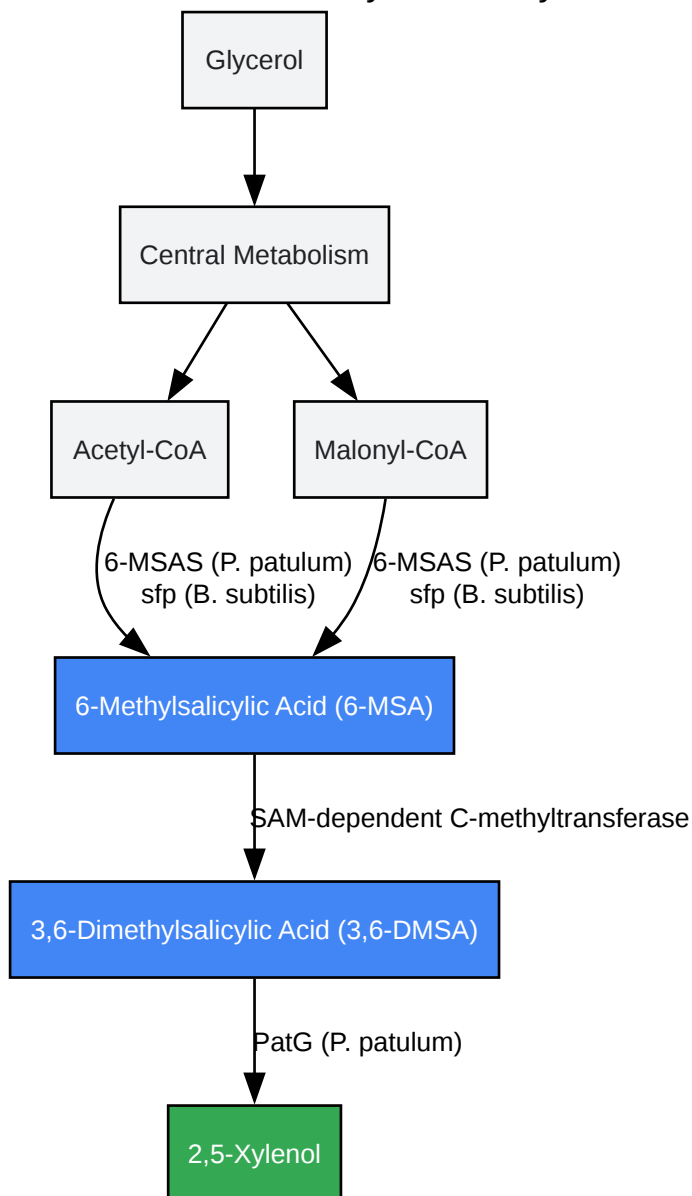 Glycerol
Central Metabolism
Acetyl-CoA
Malonyl-CoA
6-MSAS (P. patulum)
sfp (B. subtilis)
6-MSAS (P. patulum)
sfp (B. subtilis)
6-Methylsalicylic Acid (6-MSA)
SAM-dependent C-methyltransferase
3,6-Dimethylsalicylic Acid (3,6-DMSA)
PatG (P. patulum)
2,5-Xylenol